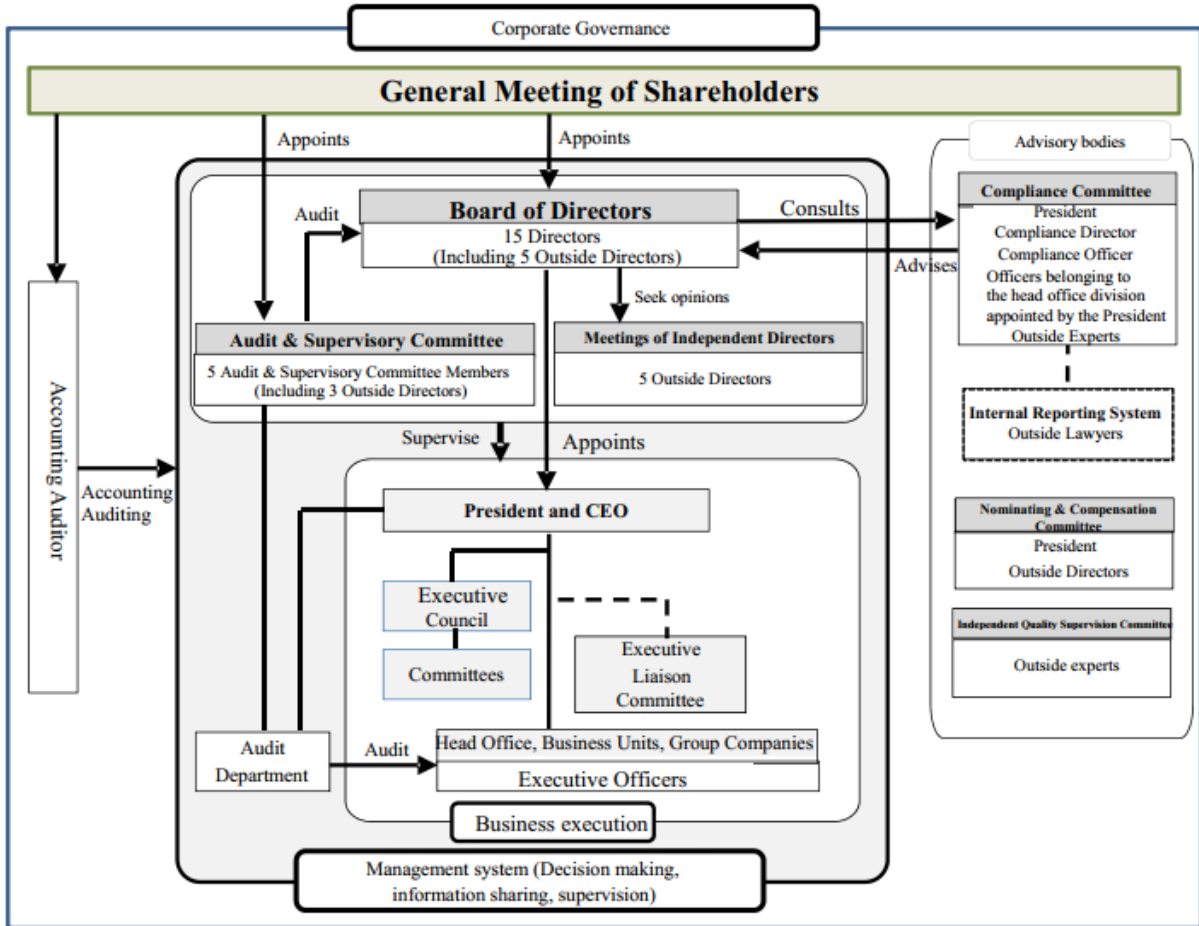 Corporate Governance
General Meeting of Shareholders
Appoints
Appoints
Advisory bodies
Board of Directors
15 Directors
(Including 5 Outside Directors)
Audit
Consults
Advises
Compliance Committee
President
Compliance Director
Compliance Officer
Officers belonging to
the head office division
appointed by the President
Outside Experts
Seek opinions
Audit & Supervisory Committee
5 Audit & Supervisory Committee Members
(Including 3 Outside Directors)
Meetings of Independent Directors
5 Outside Directors
Internal Reporting System
Outside Lawyers
Supervise
Appoints
Accounting Auditor
Accounting
Auditing
President and CEO
Nominating & Compensation
Committee
President
Outside Directors
Executive
Council
Committees
Executive
Liaison
Committee
Independent Quality Supervision Committee
Outside experts
Audit
Department
Audit
Head Office, Business Units, Group Companies
Executive Officers
Business execution
Management system (Decision making,
information sharing, supervision)